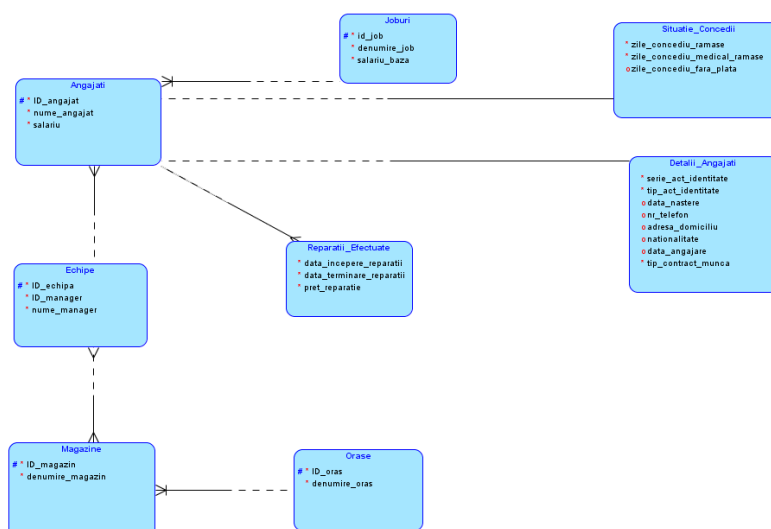 Joburi
# * id_job
* denumire_job
* salariu_baza
Situatie_Concedii
* zile_concediu_ramase
* zile_concediu_medical_ramase
o zile_concediu_fara_plata
Angajati
# * ID_angajat
* nume_angajat
* salariu
Detalii_Angajati
* serie_act_identitate
* tip_act_identitate
o data_nastere
o nr_telefon
o adresa_domiciliu
o nationalitate
o data_angajare
* tip_contract_munca
Reparatii_Efectuate
* data_incepere_reparatii
* data_terminare_reparatii
* pret_reparatie
Echipe
# * ID_echipa
* ID_manager
* nume_manager
Magazine
# * ID_magazin
* denumire_magazin
Orase
# * ID_oras
* denumire_oras